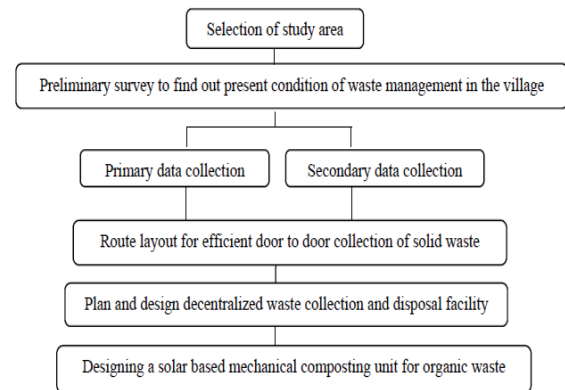 Selection of study area
Preliminary survey to find out present condition of waste management in the village
Primary data collection
Secondary data collection
Route layout for efficient door to door collection of solid waste
Plan and design decentralized waste collection and disposal facility
Designing a solar based mechanical composting unit for organic waste